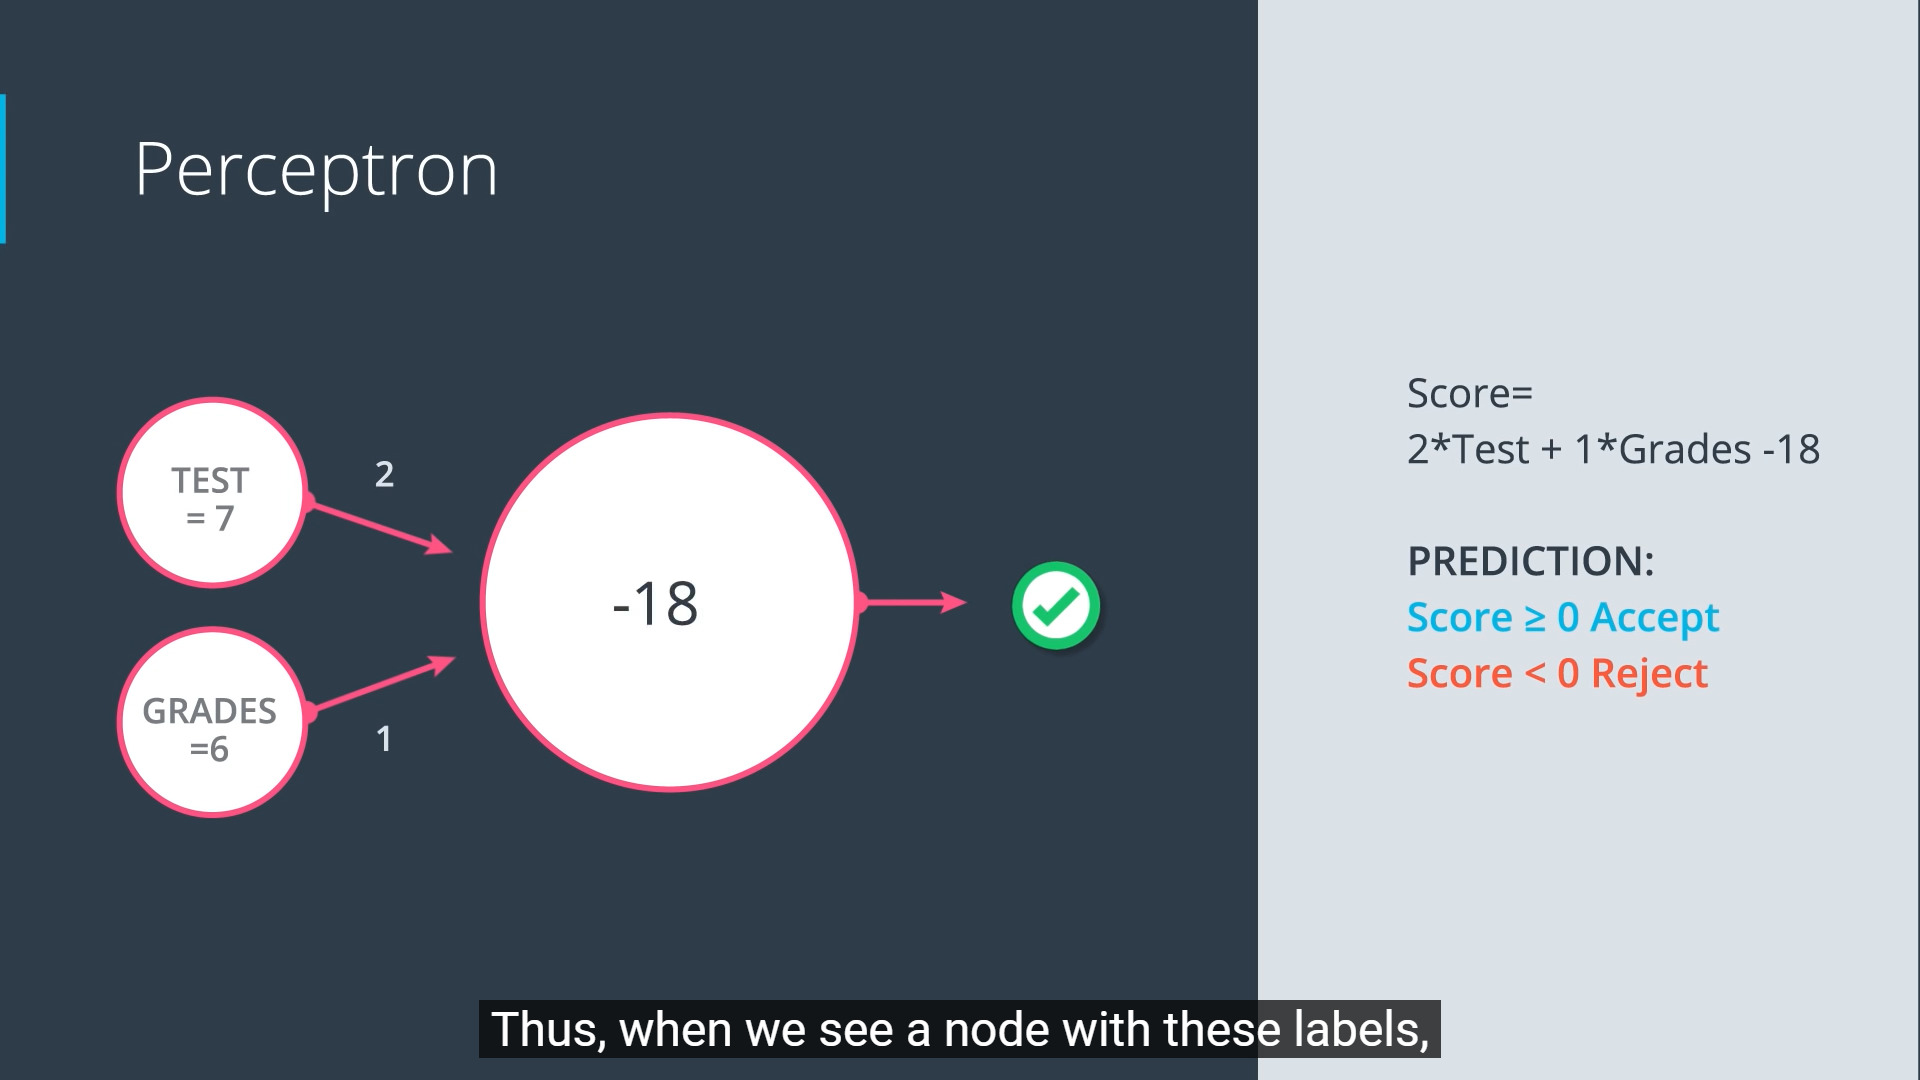 Perceptron
TEST
= 7
2
GRADES
=6
1
-18
Score=
2*Test + 1*Grades -18
PREDICTION:
Score ≥ 0 Accept
Score < 0 Reject
Thus, when we see a node with these labels,